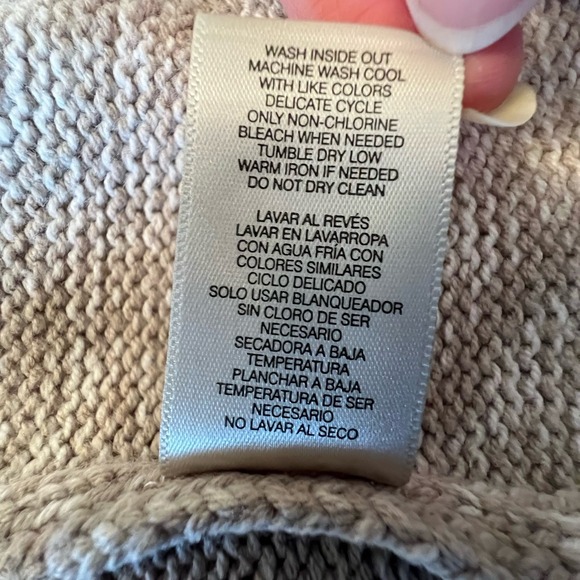 WASH INSIDE OUT
MACHINE WASH COOL
WITH LIKE COLORS
DELICATE CYCLE
ONLY NON-CHLORINE
BLEACH WHEN NEEDED
TUMBLE DRY LOW
WARM IRON IF NEEDED
DO NOT DRY CLEAN
LAVAR AL REVÉS
LAVAR EN LAVARROPA
CON AGUA FRÍA CON
COLORES SIMILARES
CICLO DELICADO
SOLO USAR BLANQUEADOR
SIN CLORO DE SER
NECESARIO
SECADORA A BAJA
TEMPERATURA
PLANCHAR A BAJA
TEMPERATURA DE SER
NECESARIO
NO LAVAR AL SECO